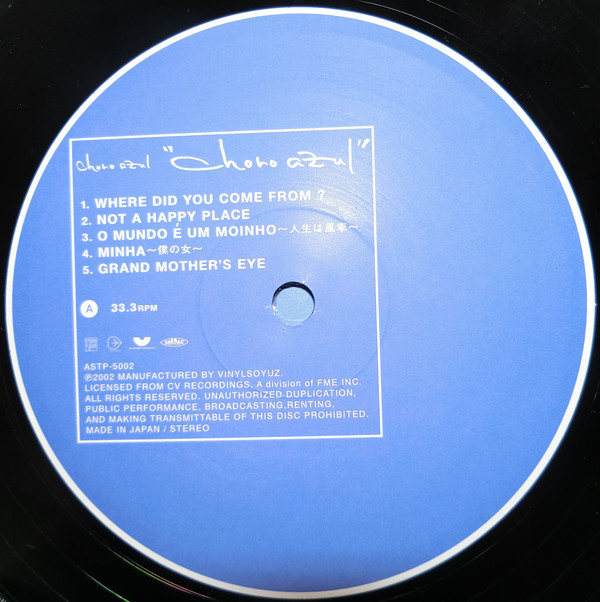 choro azul "choro azul"
1. WHERE DID YOU COME FROM ?
2. NOT A HAPPY PLACE
3. O MUNDO É UM MOINHO～人生は風車～
4. MINHA～僕の女～
5. GRAND MOTHER'S EYE
A 33.3RPM
ASTP-5002
℗2002 MANUFACTURED BY VINYLSOYUZ.
LICENSED FROM CV RECORDINGS, A division of FME INC.
ALL RIGHTS RESERVED. UNAUTHORIZED DUPLICATION,
PUBLIC PERFORMANCE, BROADCASTING,RENTING,
AND MAKING TRANSMITTABLE OF THIS DISC PROHIBITED.
MADE IN JAPAN / STEREO